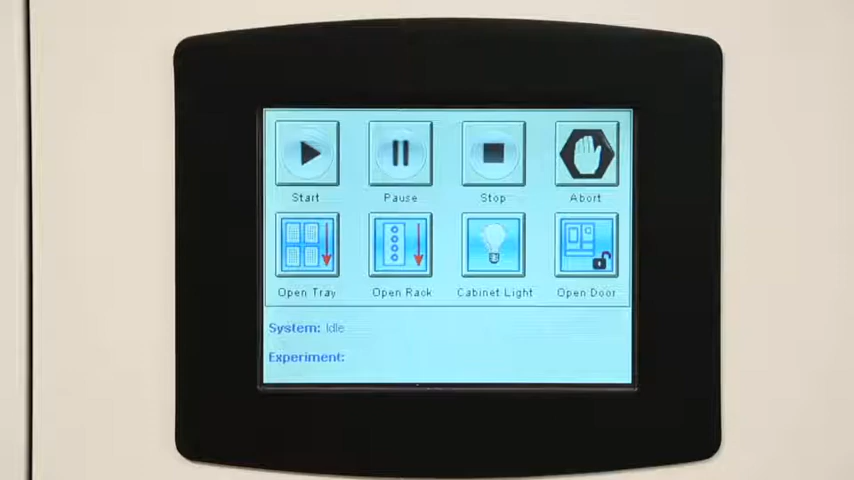 Start Pause Stop Abort
Open Tray Open Rack Cabinet Light Open Door
System: Idle
Experiment: